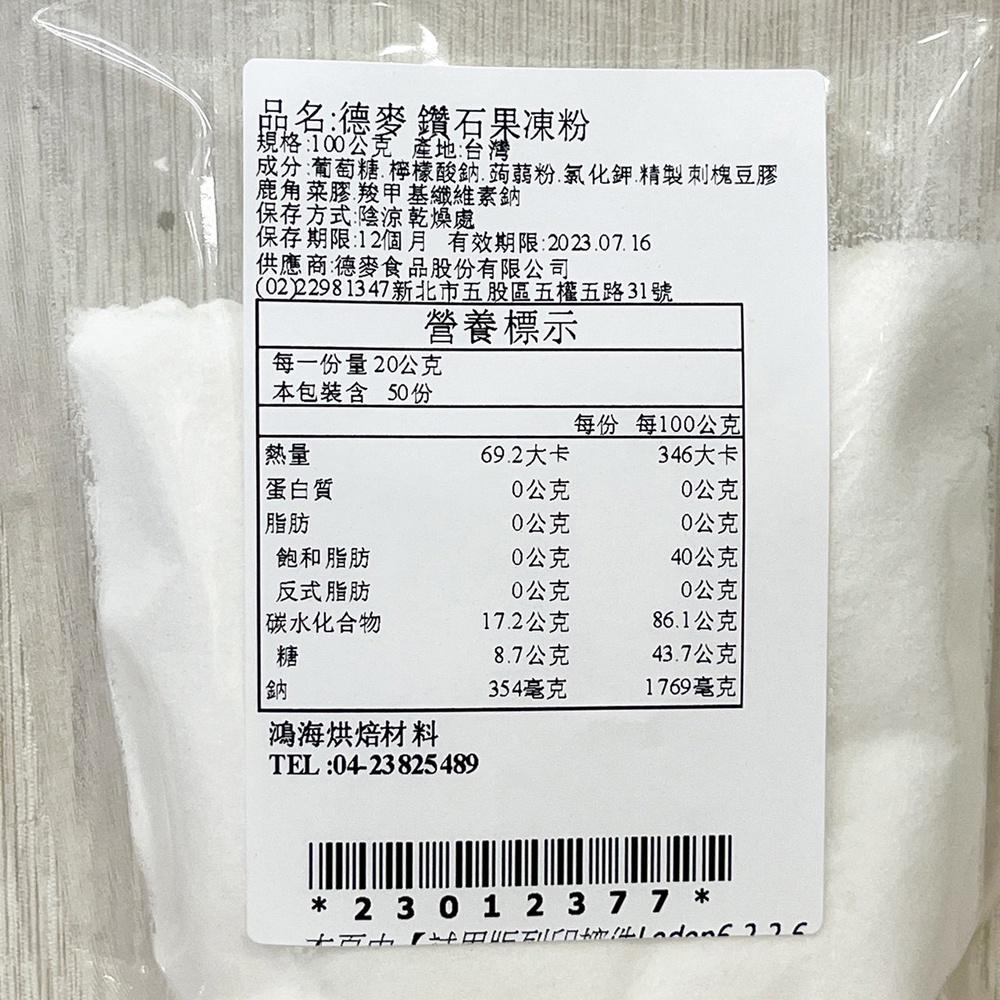 品名:德麥 鑽石果凍粉
規格:100公克 產地:台灣
成分:葡萄糖.檸檬酸鈉.蒟蒻粉.氯化鉀.精製刺槐豆膠
鹿角菜膠.羧甲基纖維素鈉
保存方式:陰涼乾燥處
保存期限:12個月 有效期限:2023.07.16
供應商:德麥食品股份有限公司
(02)22981347新北市五股區五權五路31號
營養標示
每一份量 20公克
本包裝含 50份
每份 每100公克
熱量 69.2大卡 346大卡
蛋白質 0公克 0公克
脂肪 0公克 0公克
飽和脂肪 0公克 40公克
反式脂肪 0公克 0公克
碳水化合物 17.2公克 86.1公克
糖 8.7公克 43.7公克
鈉 354毫克 1769毫克
鴻海烘焙材料
TEL:04-23825489
*23012377*